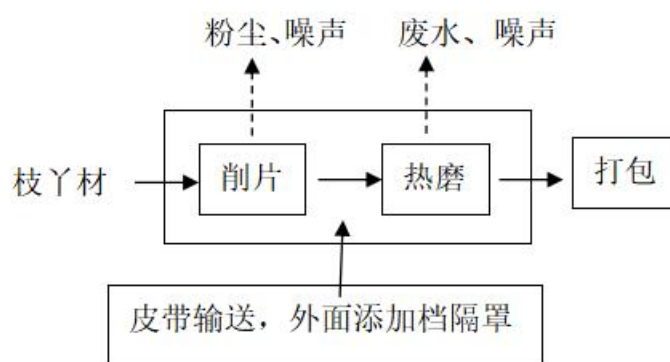 粉尘、噪声
废水、噪声
枝丫材
削片
热磨
打包
皮带输送，外面添加档隔罩